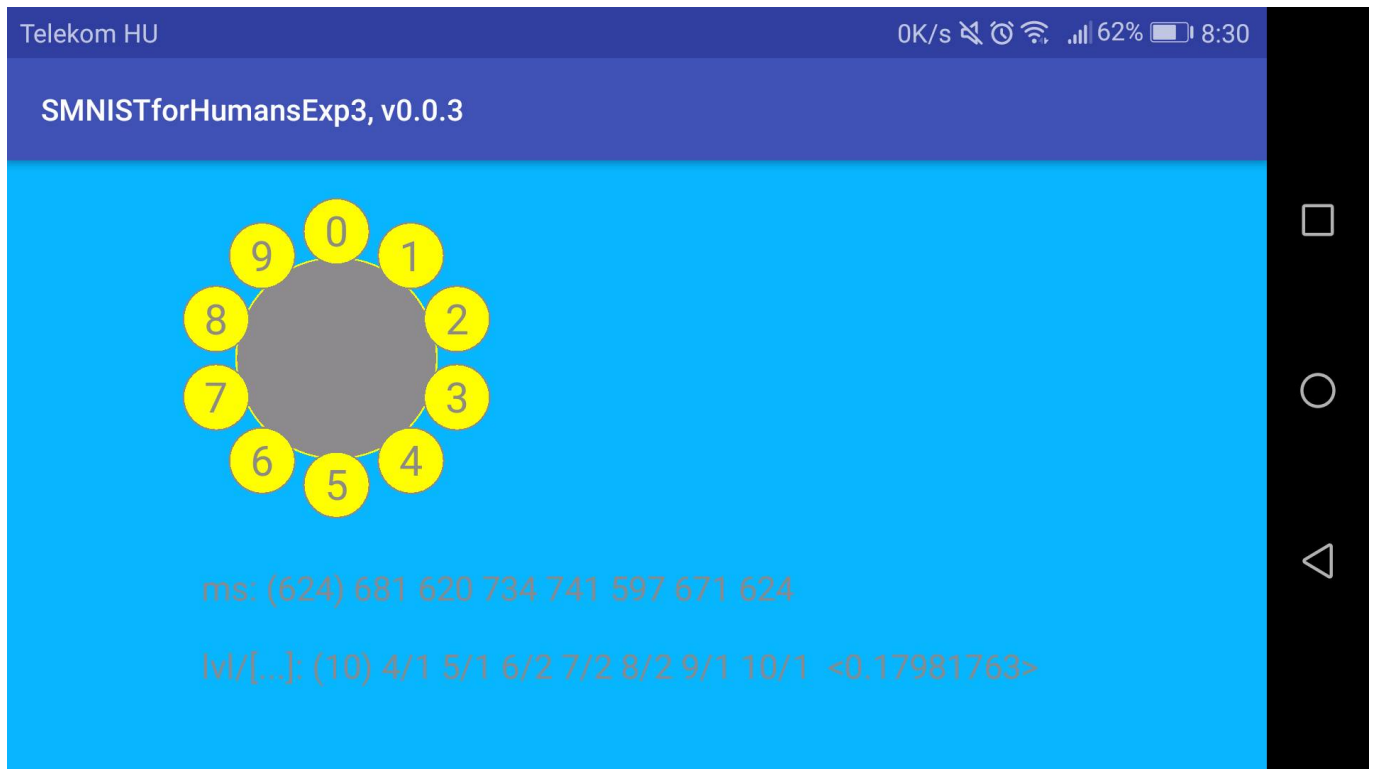 Telekom HU 0K/s 62% 8:30
SMNISTforHumansExp3, v0.0.3
0
9 1
8 2
7 3
6 4
5
ms: (624) 681 620 734 741 597 671 624
lvl/[...]: (10) 4/1 5/1 6/2 7/2 8/2 9/1 10/1 <0.17981763>